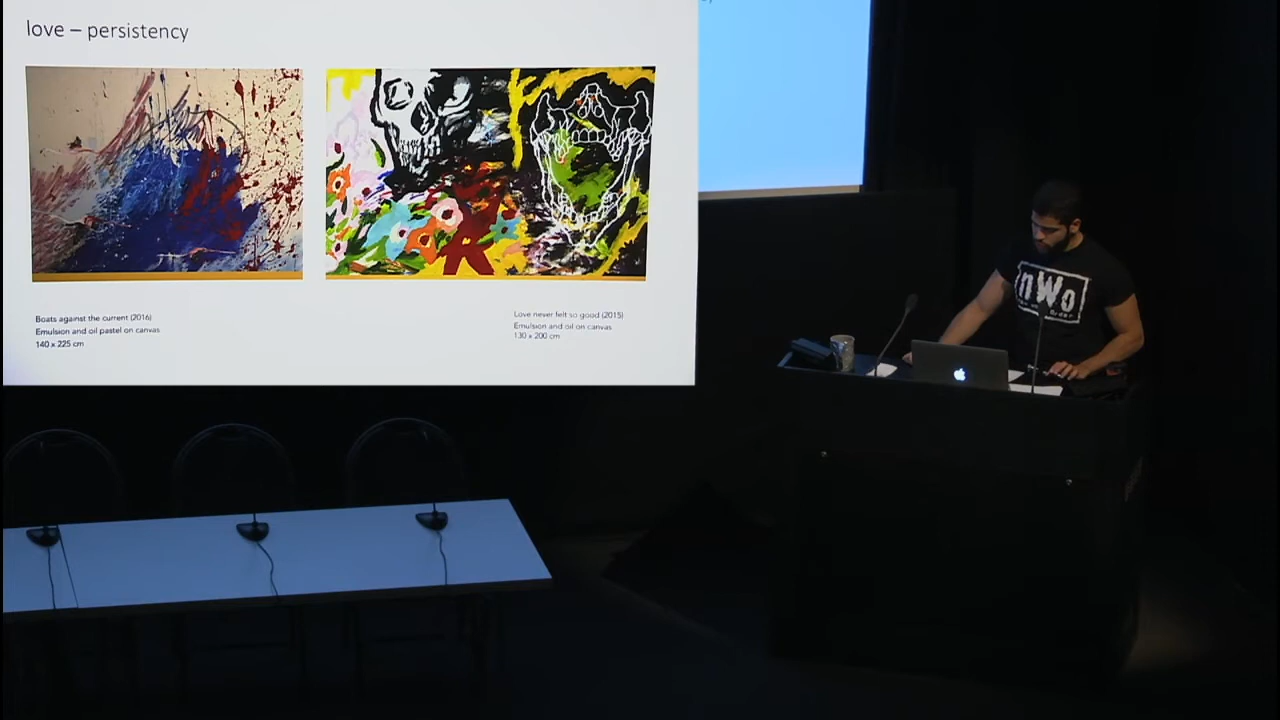 love – persistency
Boats against the current (2016)
Emulsion and oil pastel on canvas
140 x 225 cm
Love never felt so good (2015)
Emulsion and oil on canvas
130 x 200 cm
R
nWo